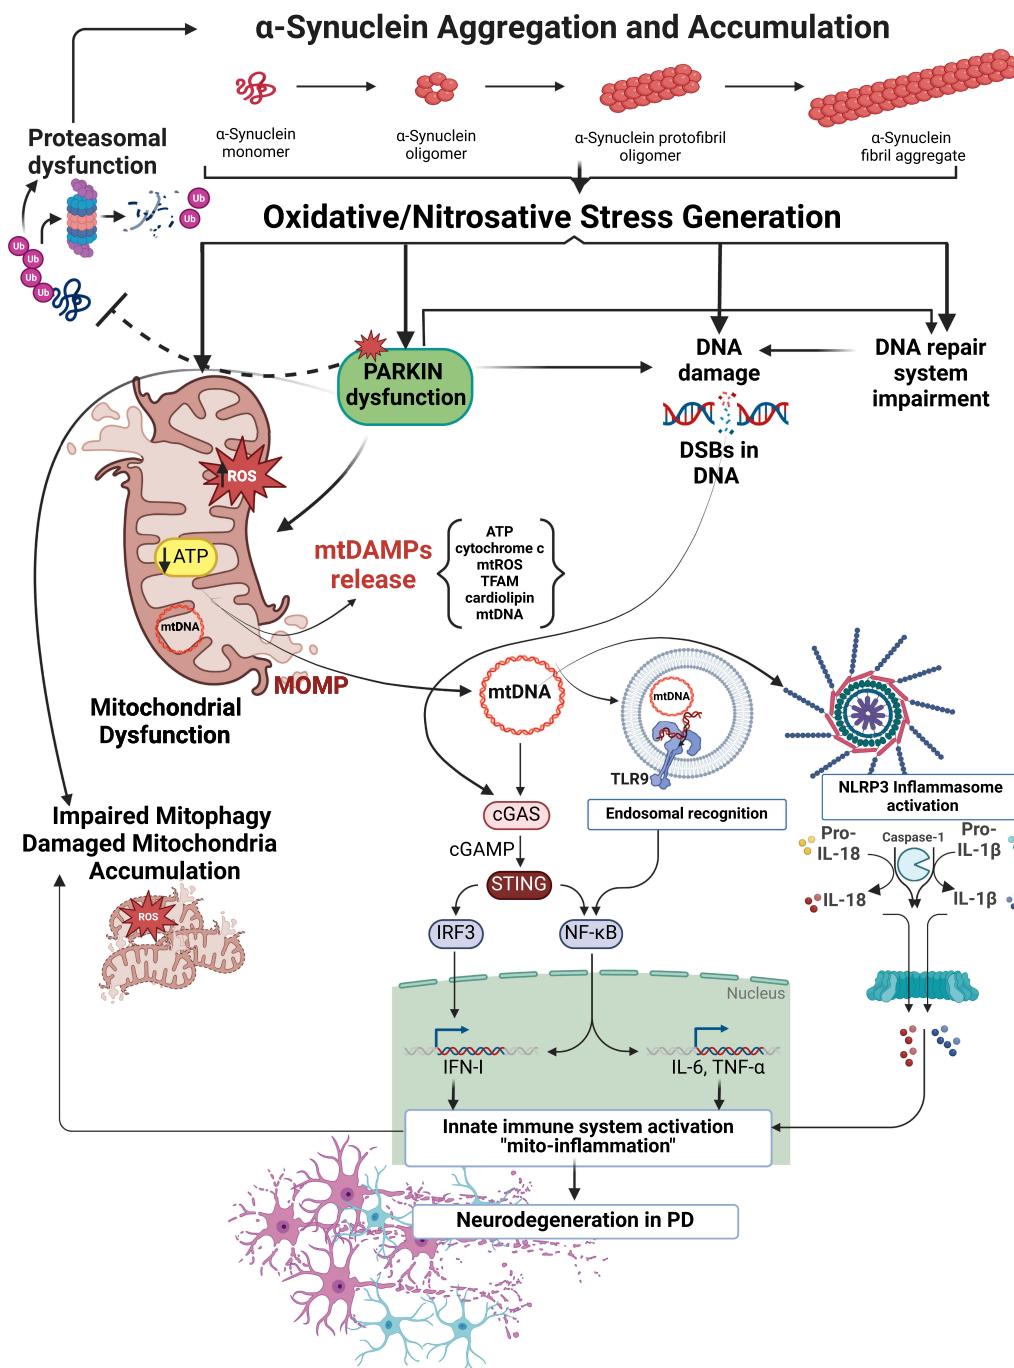 α-Synuclein Aggregation and Accumulation
α-Synuclein
monomer
α-Synuclein
oligomer
α-Synuclein protofibril
oligomer
α-Synuclein
fibril aggregate
Proteasomal
dysfunction
Ub
Ub
Ub
Ub
Ub
Ub
Oxidative/Nitrosative Stress Generation
PARKIN
dysfunction
DNA
damage
DSBs in
DNA
DNA repair
system
impairment
ROS
ATP
mtDNA
MOMP
Mitochondrial
Dysfunction
mtDAMPs
release
ATP
cytochrome c
mtROS
TFAM
cardiolipin
mtDNA
mtDNA
mtDNA
TLR9
Endosomal recognition
NLRP3 Inflammasome
activation
Pro-
IL-18
Caspase-1
Pro-
IL-1β
IL-18
IL-1β
cGAS
cGAMP
STING
IRF3
NF-κB
Impaired Mitophagy
Damaged Mitochondria
Accumulation
ROS
Nucleus
IFN-I
IL-6, TNF-α
Innate immune system activation
"mito-inflammation"
Neurodegeneration in PD